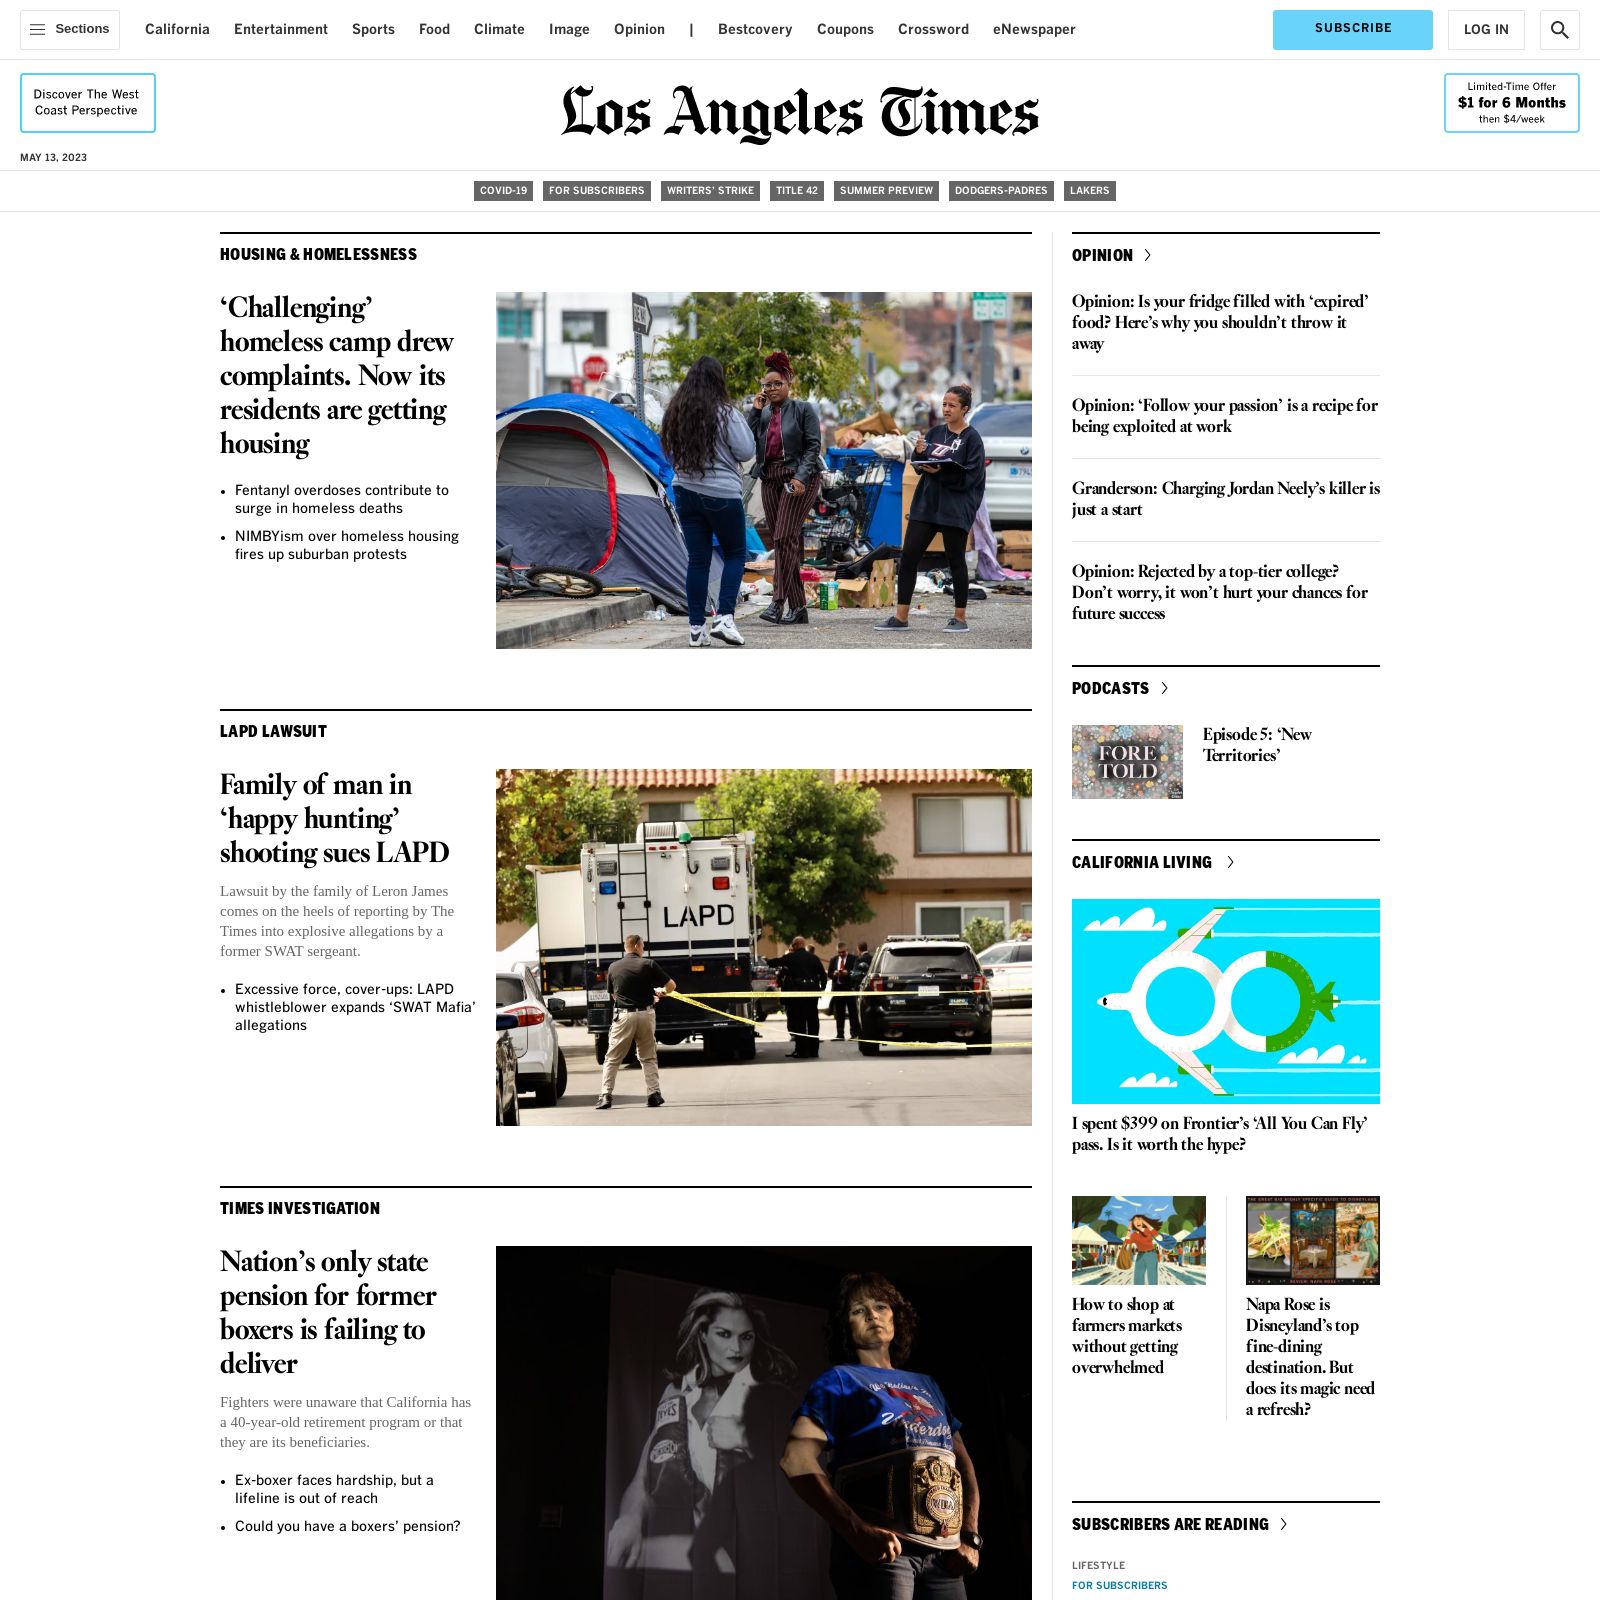 Sections
California
Entertainment
Sports
Food
Climate
Image
Opinion
|
Bestcovery
Coupons
Crossword
eNewspaper
SUBSCRIBE
LOG IN
Discover The West
Coast Perspective
Los Angeles Times
Limited-Time Offer
$1 for 6 Months
then $4/week
MAY 13, 2023
COVID-19
FOR SUBSCRIBERS
WRITERS' STRIKE
TITLE 42
SUMMER PREVIEW
DODGERS-PADRES
LAKERS
HOUSING & HOMELESSNESS
‘Challenging’
homeless camp drew
complaints. Now its
residents are getting
housing
• Fentanyl overdoses contribute to
surge in homeless deaths
• NIMBYism over homeless housing
fires up suburban protests
LAPD LAWSUIT
Family of man in
‘happy hunting’
shooting sues LAPD
Lawsuit by the family of Leron James
comes on the heels of reporting by The
Times into explosive allegations by a
former SWAT sergeant.
• Excessive force, cover-ups: LAPD
whistleblower expands ‘SWAT Mafia’
allegations
LAPD
TIMES INVESTIGATION
Nation’s only state
pension for former
boxers is failing to
deliver
Fighters were unaware that California has
a 40-year-old retirement program or that
they are its beneficiaries.
• Ex-boxer faces hardship, but a
lifeline is out of reach
• Could you have a boxers’ pension?
OPINION
Opinion: Is your fridge filled with ‘expired’
food? Here’s why you shouldn’t throw it
away
Opinion: ‘Follow your passion’ is a recipe for
being exploited at work
Granderson: Charging Jordan Neely’s killer is
just a start
Opinion: Rejected by a top-tier college?
Don’t worry, it won’t hurt your chances for
future success
PODCASTS
FORE
TOLD
Episode 5: ‘New
Territories’
CALIFORNIA LIVING
I spent $399 on Frontier’s ‘All You Can Fly’
pass. Is it worth the hype?
How to shop at
farmers markets
without getting
overwhelmed
THE GREAT BIG HIGHLY SPECIFIC GUIDE TO DISNEYLAND
REVIEW: NAPA ROSE
Napa Rose is
Disneyland’s top
fine-dining
destination. But
does its magic need
a refresh?
SUBSCRIBERS ARE READING
LIFESTYLE
FOR SUBSCRIBERS